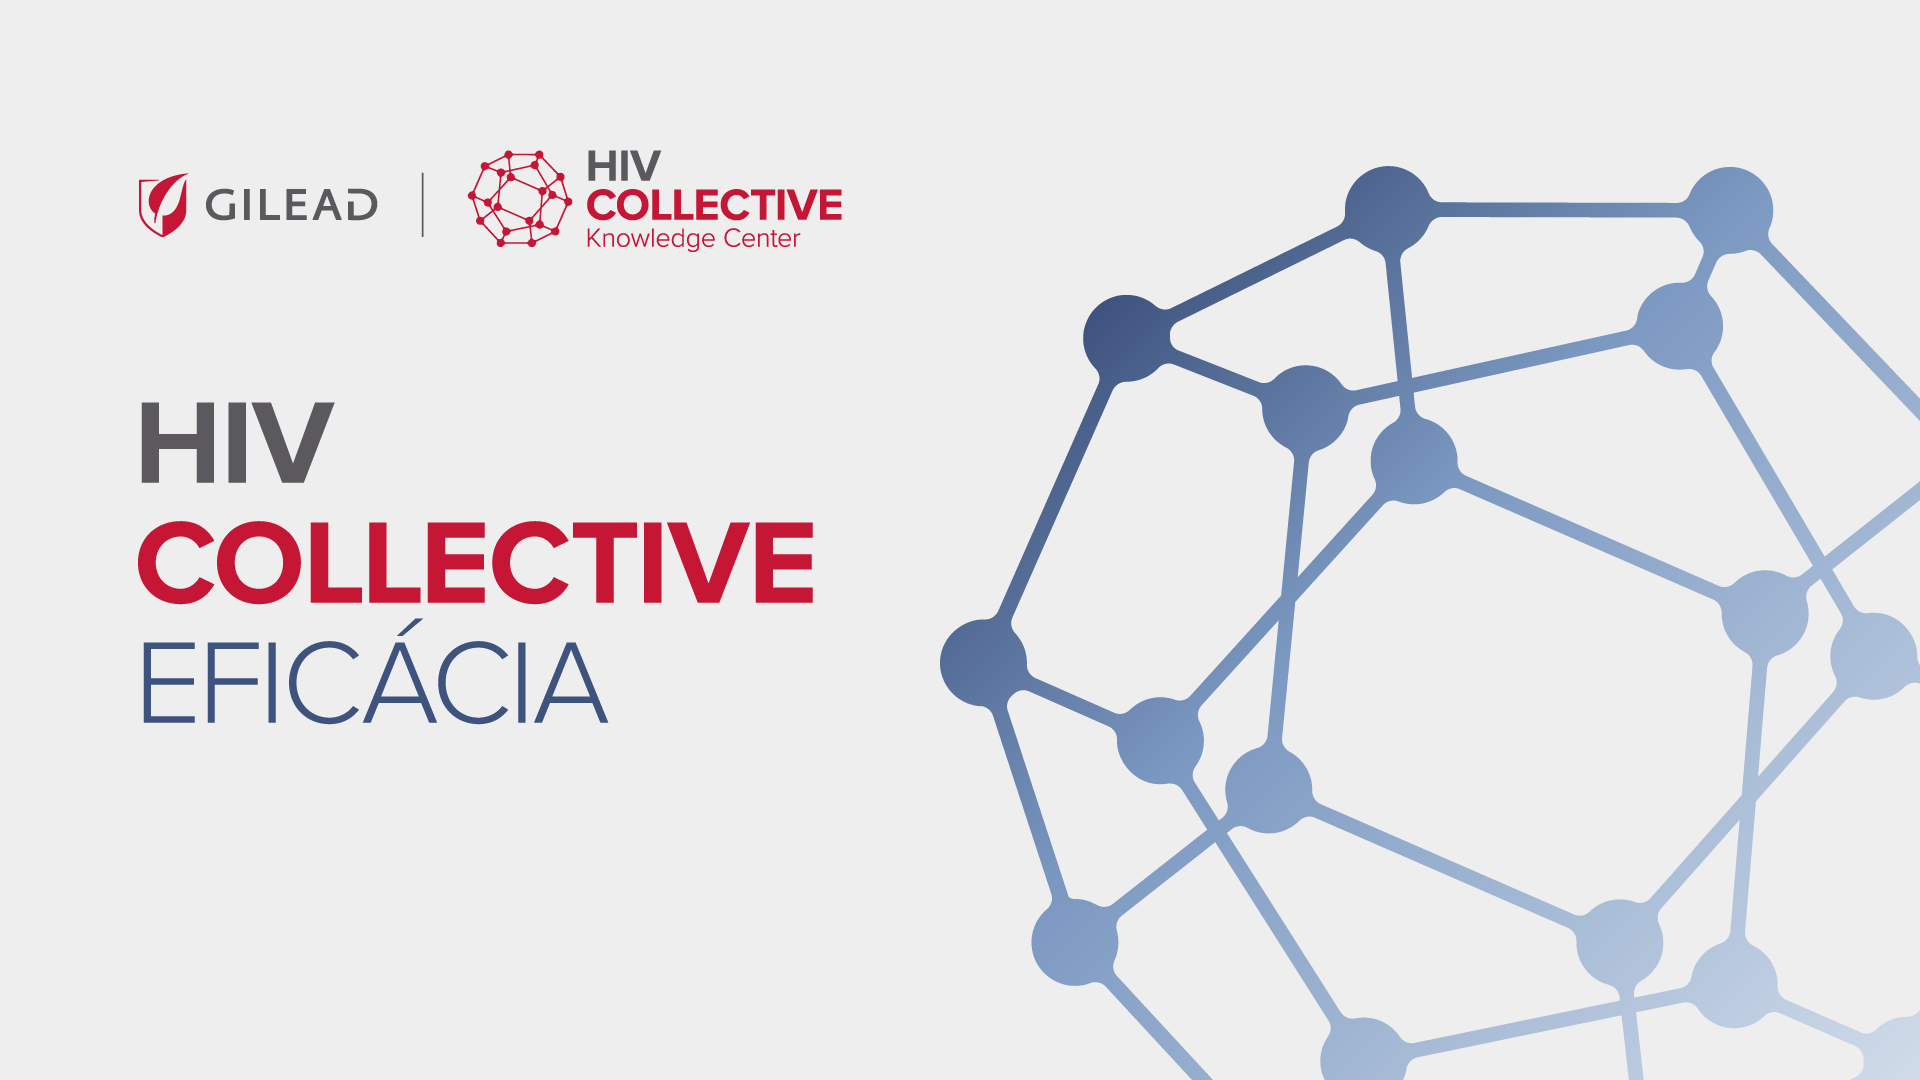 GILEAD
HIV
COLLECTIVE
Knowledge Center
HIV
COLLECTIVE
EFICÁCIA